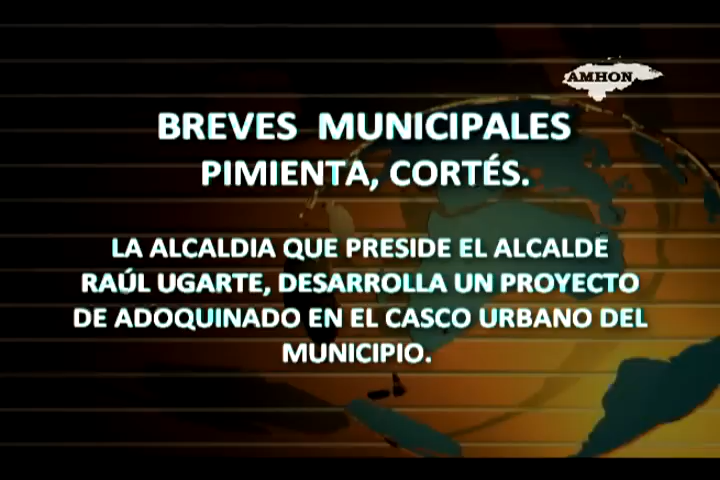 AMHON
BREVES MUNICIPALES
PIMIENTA, CORTÉS.
LA ALCALDIA QUE PRESIDE EL ALCALDE
RAÚL UGARTE, DESARROLLA UN PROYECTO
DE ADOQUINADO EN EL CASCO URBANO DEL
MUNICIPIO.